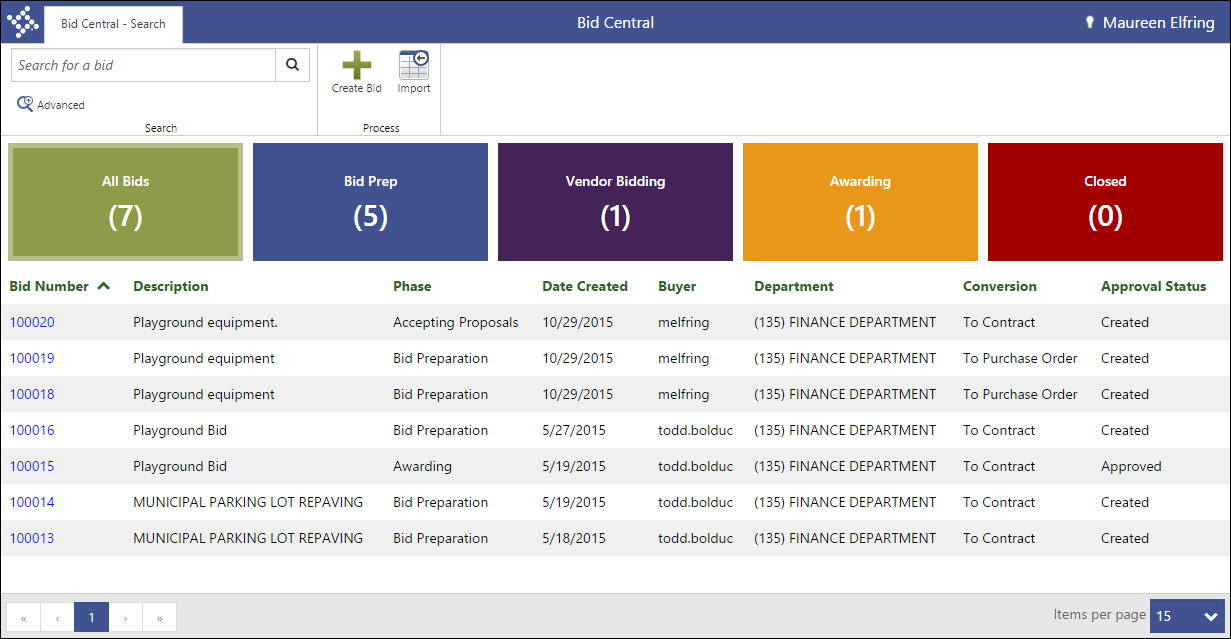 Bid Central - Search
Bid Central
Maureen Elfring
Search for a bid
Advanced
Search
Create Bid
Import
Process
All Bids
(7)
Bid Prep
(5)
Vendor Bidding
(1)
Awarding
(1)
Closed
(0)
Bid Number Description Phase Date Created Buyer Department Conversion Approval Status
100020 Playground equipment. Accepting Proposals 10/29/2015 melfring (135) FINANCE DEPARTMENT To Contract Created
100019 Playground equipment Bid Preparation 10/29/2015 melfring (135) FINANCE DEPARTMENT To Purchase Order Created
100018 Playground equipment Bid Preparation 10/29/2015 melfring (135) FINANCE DEPARTMENT To Purchase Order Created
100016 Playground Bid Bid Preparation 5/27/2015 todd.bolduc (135) FINANCE DEPARTMENT To Contract Created
100015 Playground Bid Awarding 5/19/2015 todd.bolduc (135) FINANCE DEPARTMENT To Contract Approved
100014 MUNICIPAL PARKING LOT REPAVING Bid Preparation 5/19/2015 todd.bolduc (135) FINANCE DEPARTMENT To Contract Created
100013 MUNICIPAL PARKING LOT REPAVING Bid Preparation 5/18/2015 todd.bolduc (135) FINANCE DEPARTMENT To Contract Created
« ‹ 1 › » Items per page 15